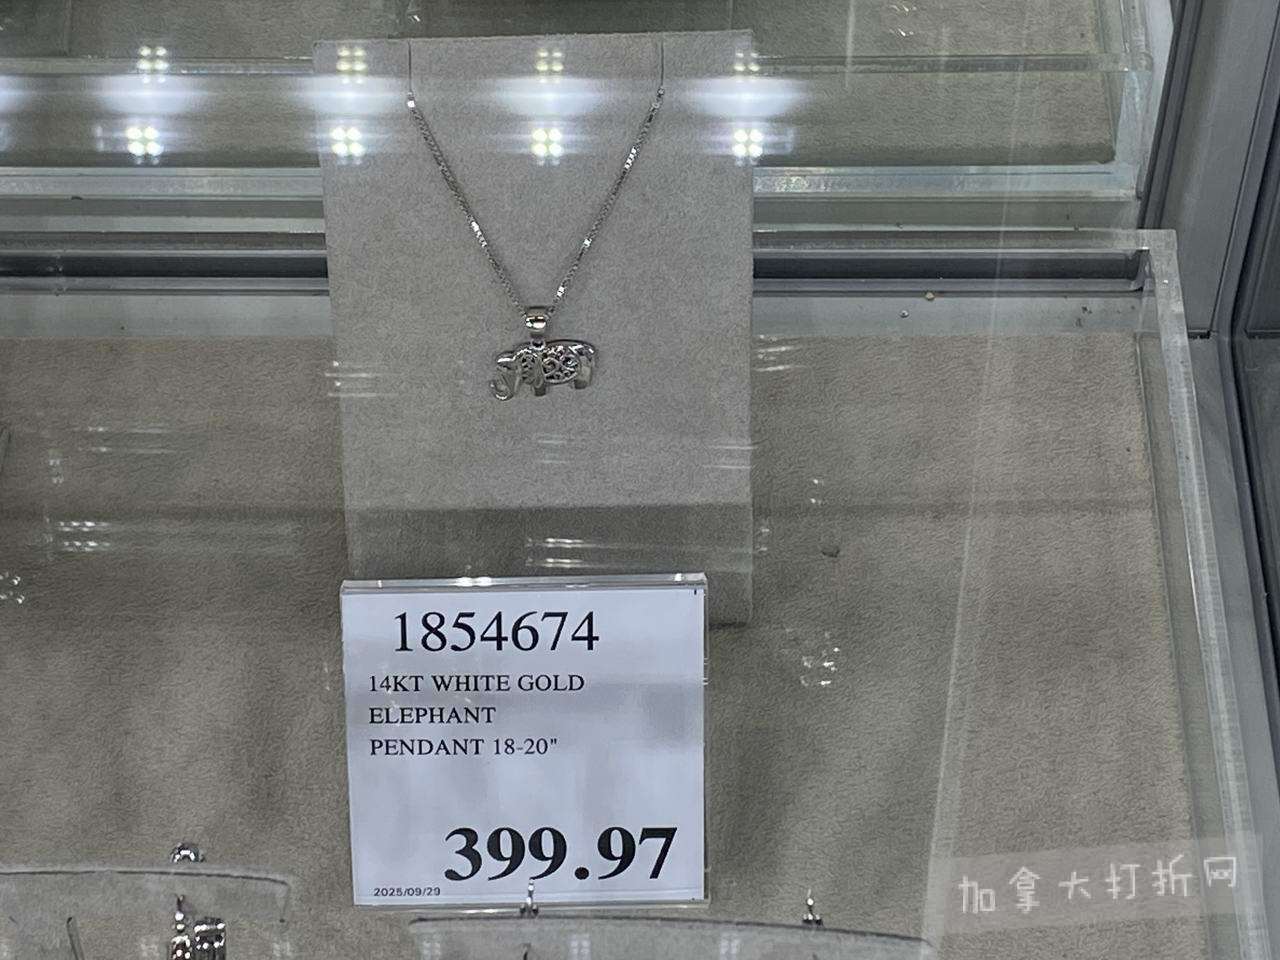 1854674
14KT WHITE GOLD
ELEPHANT
PENDANT 18-20"
399.97
2025/09/29
加拿大打折网